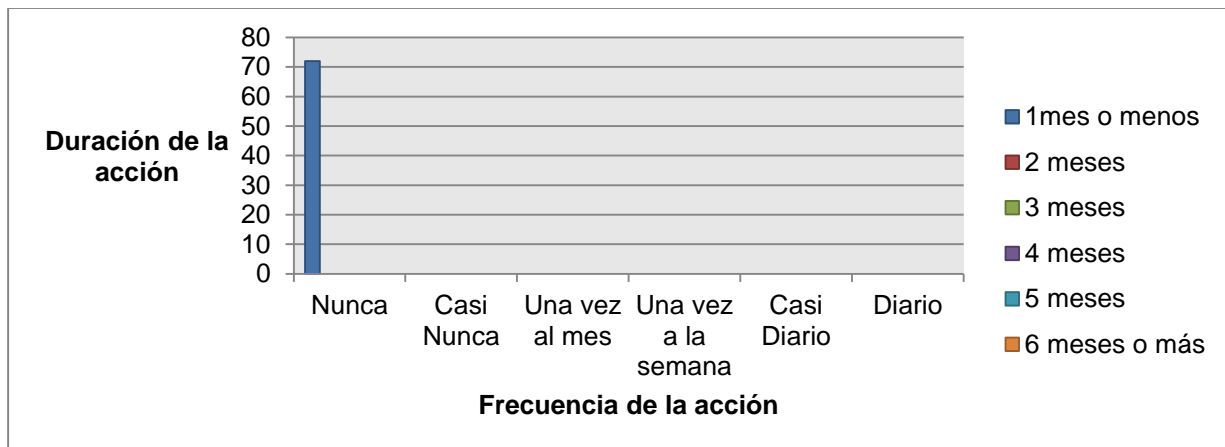 80
70
60
50
40
30
20
10
0
Duración de la
acción
Nunca
Casi
Nunca
Una vez
al mes
Una vez
a la
semana
Casi
Diario
Diario
Frecuencia de la acción
1mes o menos
2 meses
3 meses
4 meses
5 meses
6 meses o más